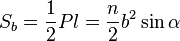 S_b = \frac{1}{2} Pl = \frac{n}{2} b^2 \sin \alpha